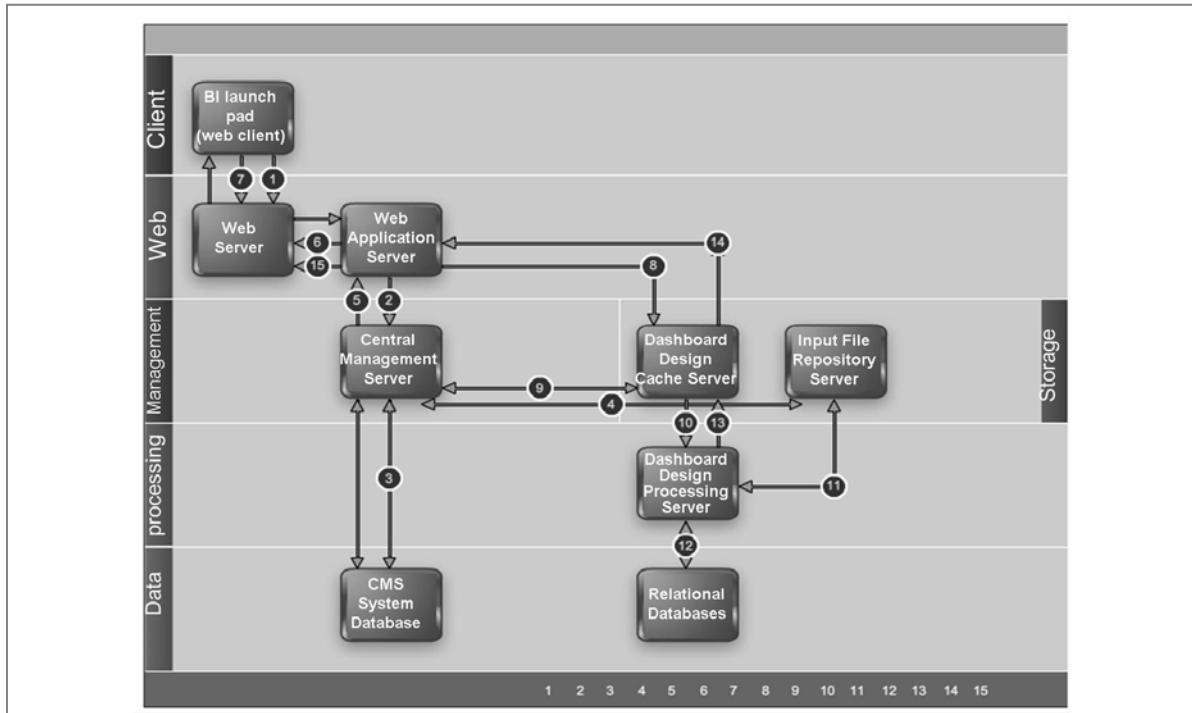 Client
BI launch
pad
(web client)
7
1
Web
Web
Server
Web
Application
Server
6
15
14
8
5
2
Management
Central
Management
Server
Dashboard
Design
Cache Server
Input File
Repository
Server
Storage
9
4
10
13
processing
3
Dashboard
Design
Processing
Server
11
12
Data
CMS
System
Database
Relational
Databases
1 2 3 4 5 6 7 8 9 10 11 12 13 14 15